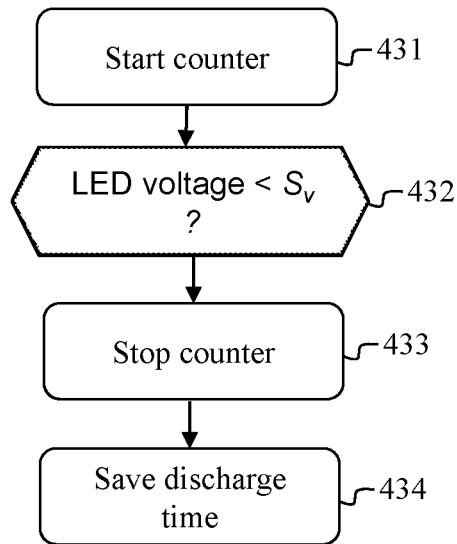 Start counter
431
LED voltage < Sv
?
432
Stop counter
433
Save discharge
time
434